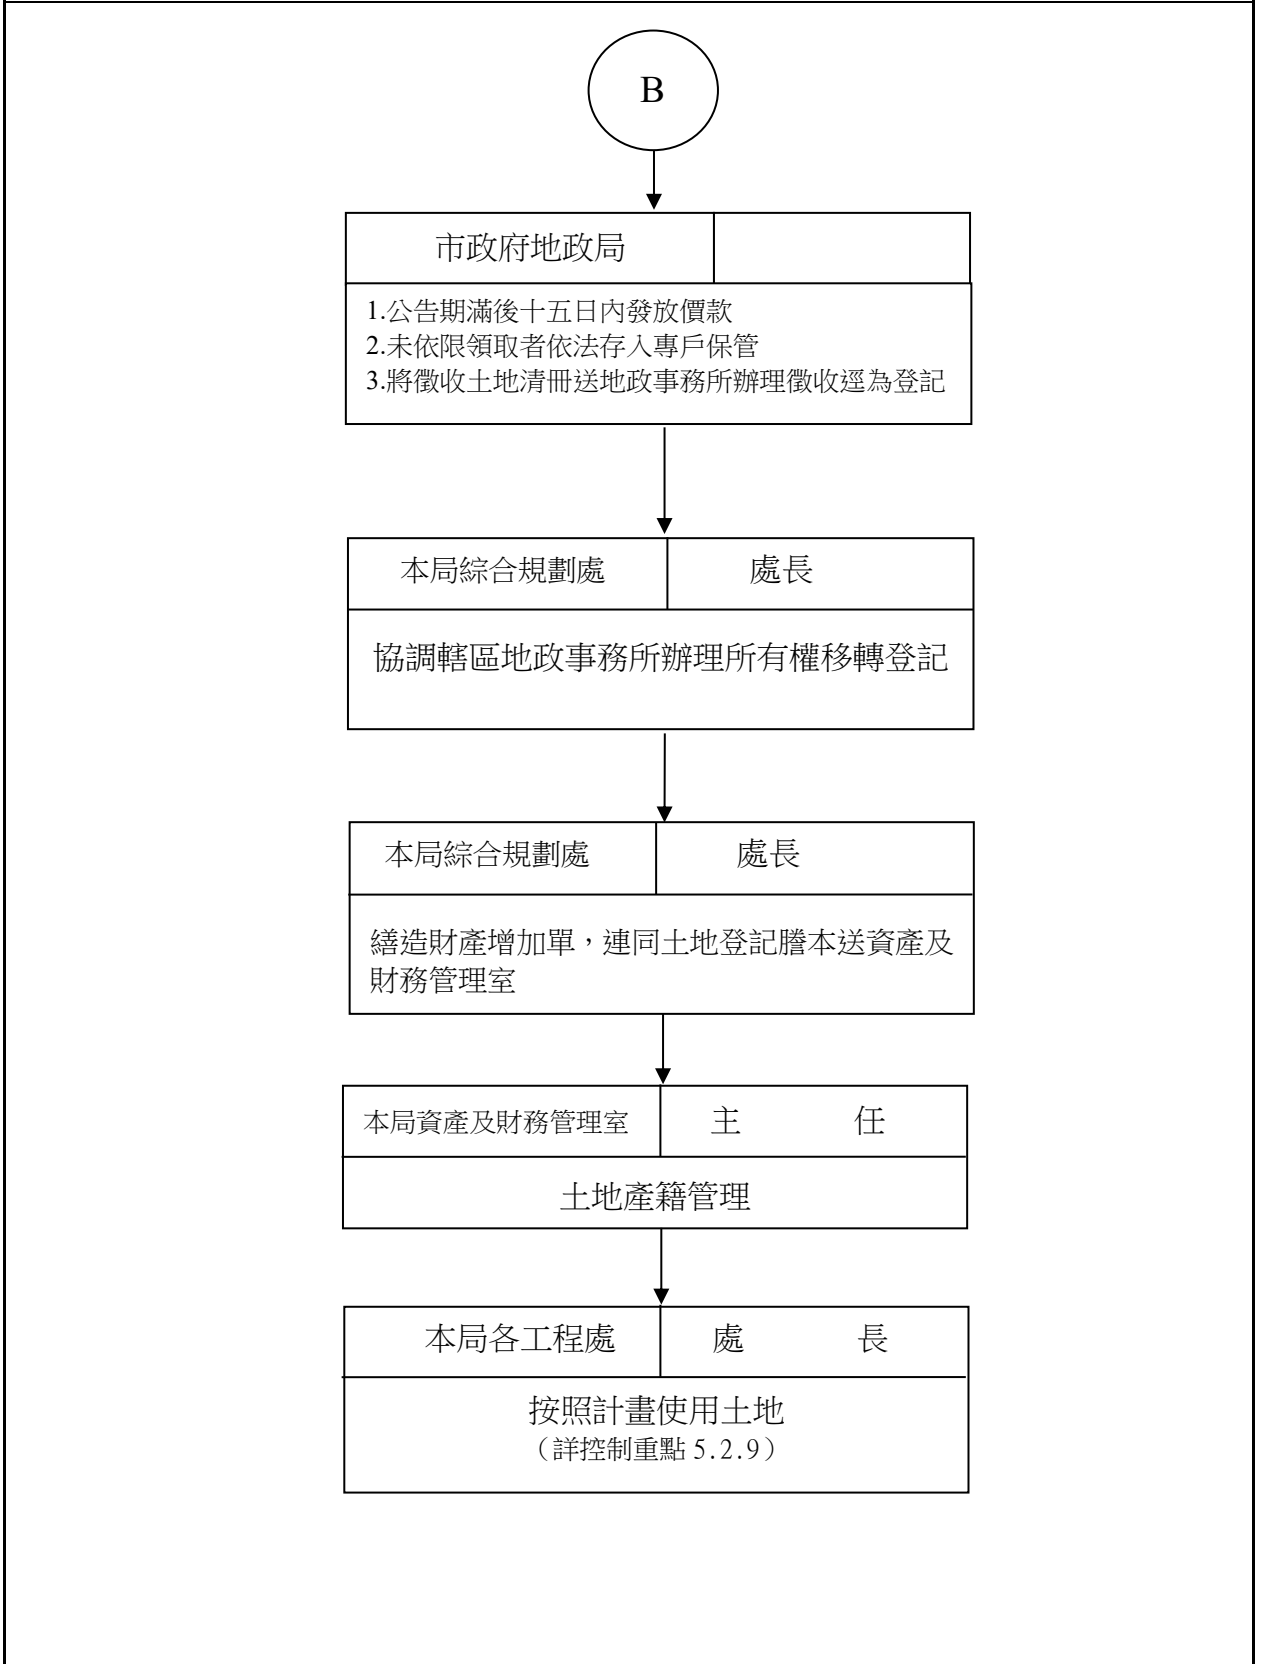 B
市政府地政局
1.公告期滿後十五日內發放價款
2.未依限領取者依法存入專戶保管
3.將徵收土地清冊送地政事務所辦理徵收逕為登記
本局綜合規劃處 處長
協調轄區地政事務所辦理所有權移轉登記
本局綜合規劃處 處長
繕造財產增加單，連同土地登記謄本送資產及
財務管理室
本局資產及財務管理室 主 任
土地產籍管理
本局各工程處 處 長
按照計畫使用土地
（詳控制重點 5.2.9）